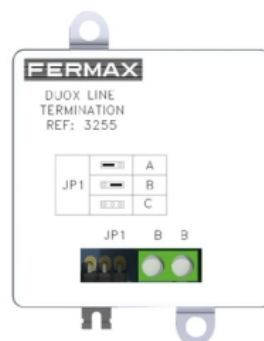 FERMAX
DUOX LINE
TERMINATION
REF: 3255
A
JP1 B
C
JP1 B B